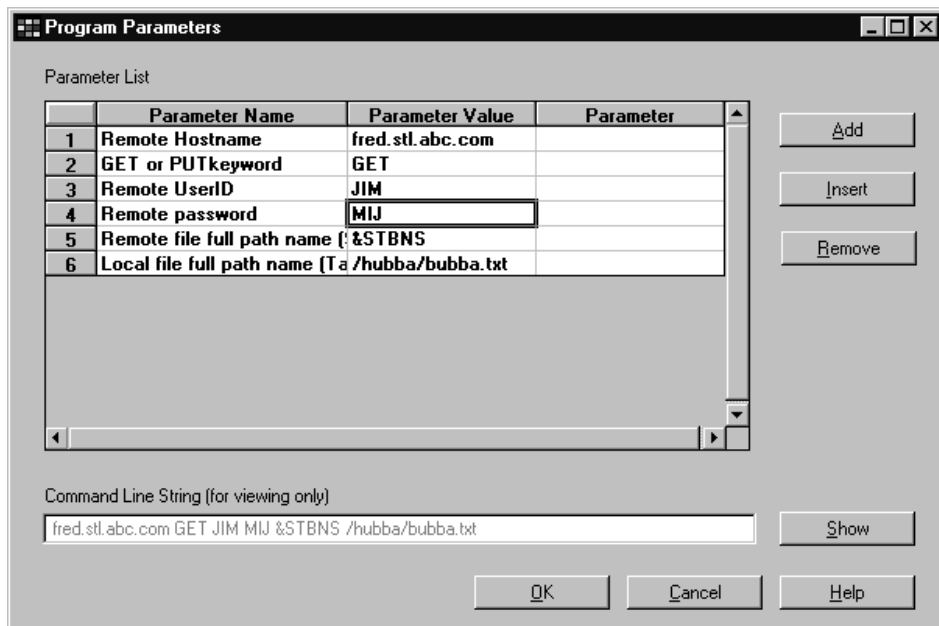 Program Parameters
Parameter List
Parameter Name Parameter Value Parameter
1 Remote Hostname fred.stl.abc.com
2 GET or PUTkeyword GET
3 Remote UserID JIM
4 Remote password MIJ
5 Remote file full path name ( &STBNS
6 Local file full path name (Ta /hubba/bubba.txt
Add
Insert
Remove
Command Line String (for viewing only)
fred.stl.abc.com GET JIM MIJ &STBNS /hubba/bubba.txt
Show
OK Cancel Help